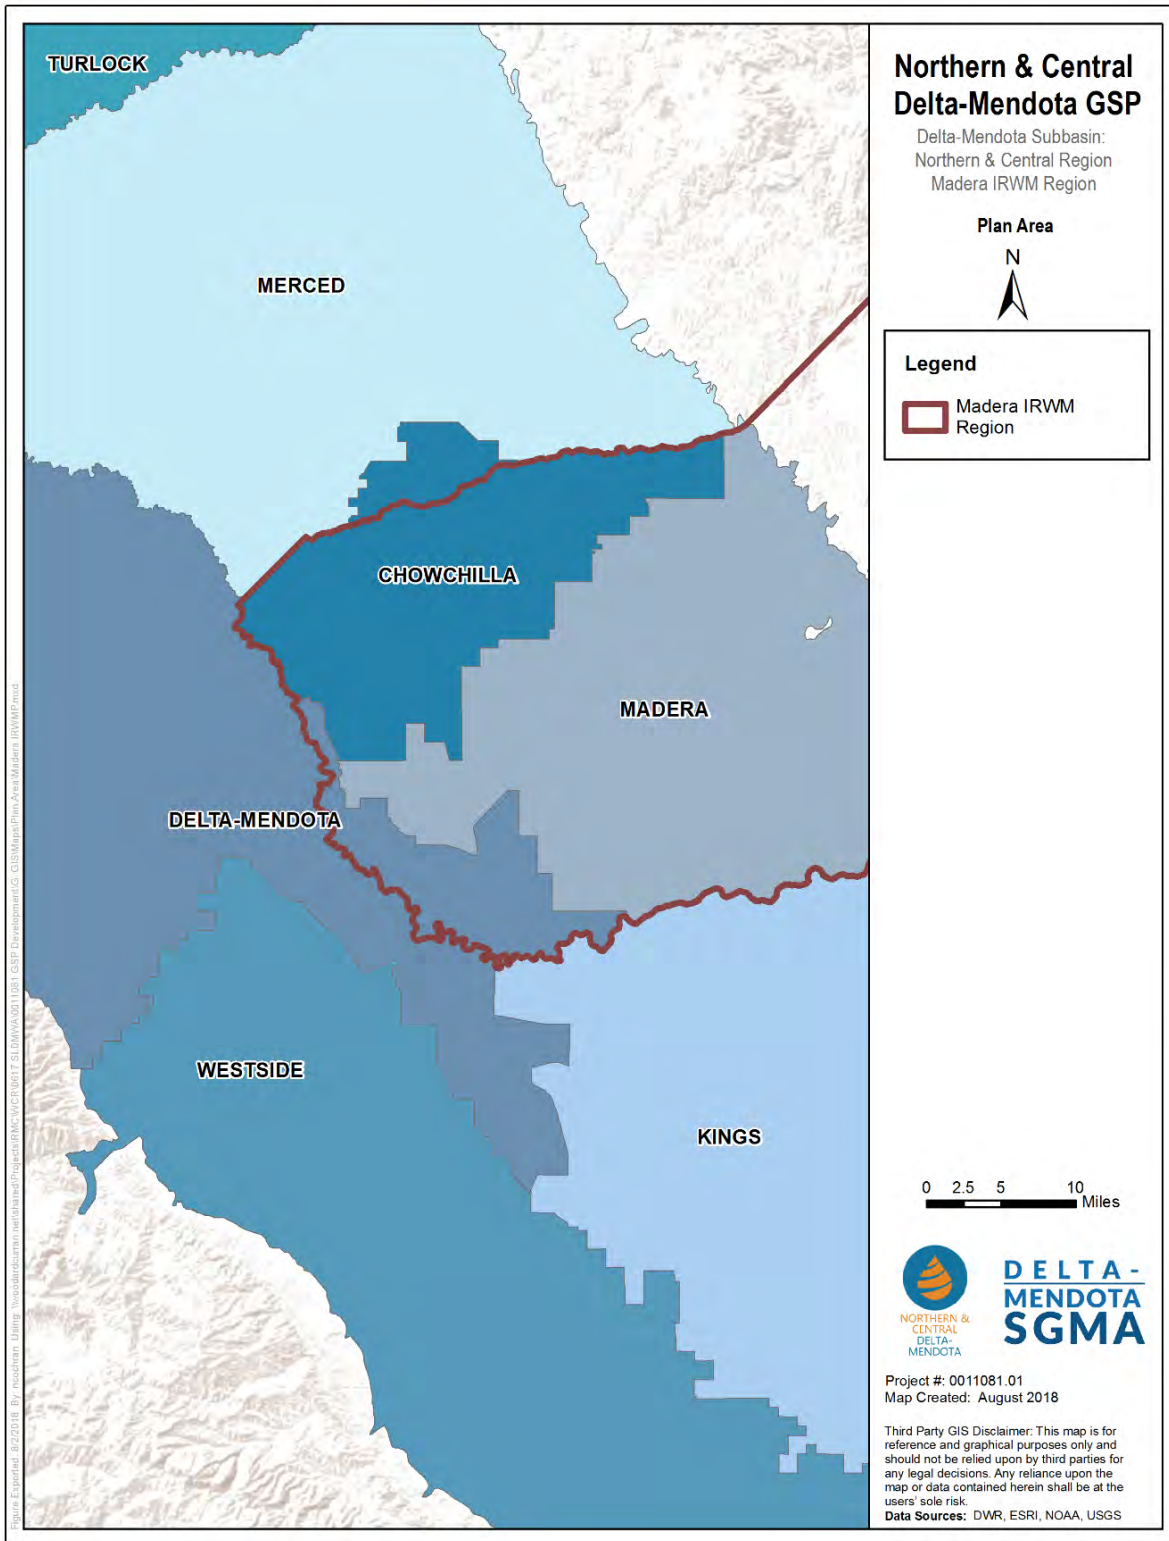 TURLOCK
MERCED
CHOWCHILLA
MADERA
DELTA-MENDOTA
WESTSIDE
KINGS
Northern & Central
Delta-Mendota GSP
Delta-Mendota Subbasin:
Northern & Central Region
Madera IRWM Region
Plan Area
N
Legend
Madera IRWM
Region
0 2.5 5 10
Miles
NORTHERN &
CENTRAL
DELTA-
MENDOTA
DELTA-
MENDOTA
SGMA
Project #: 0011081.01
Map Created: August 2018
Third Party GIS Disclaimer: This map is for
reference and graphical purposes only and
should not be relied upon by third parties for
any legal decisions. Any reliance upon the
map or data contained herein shall be at the
users' sole risk.
Data Sources: DWR, ESRI, NOAA, USGS